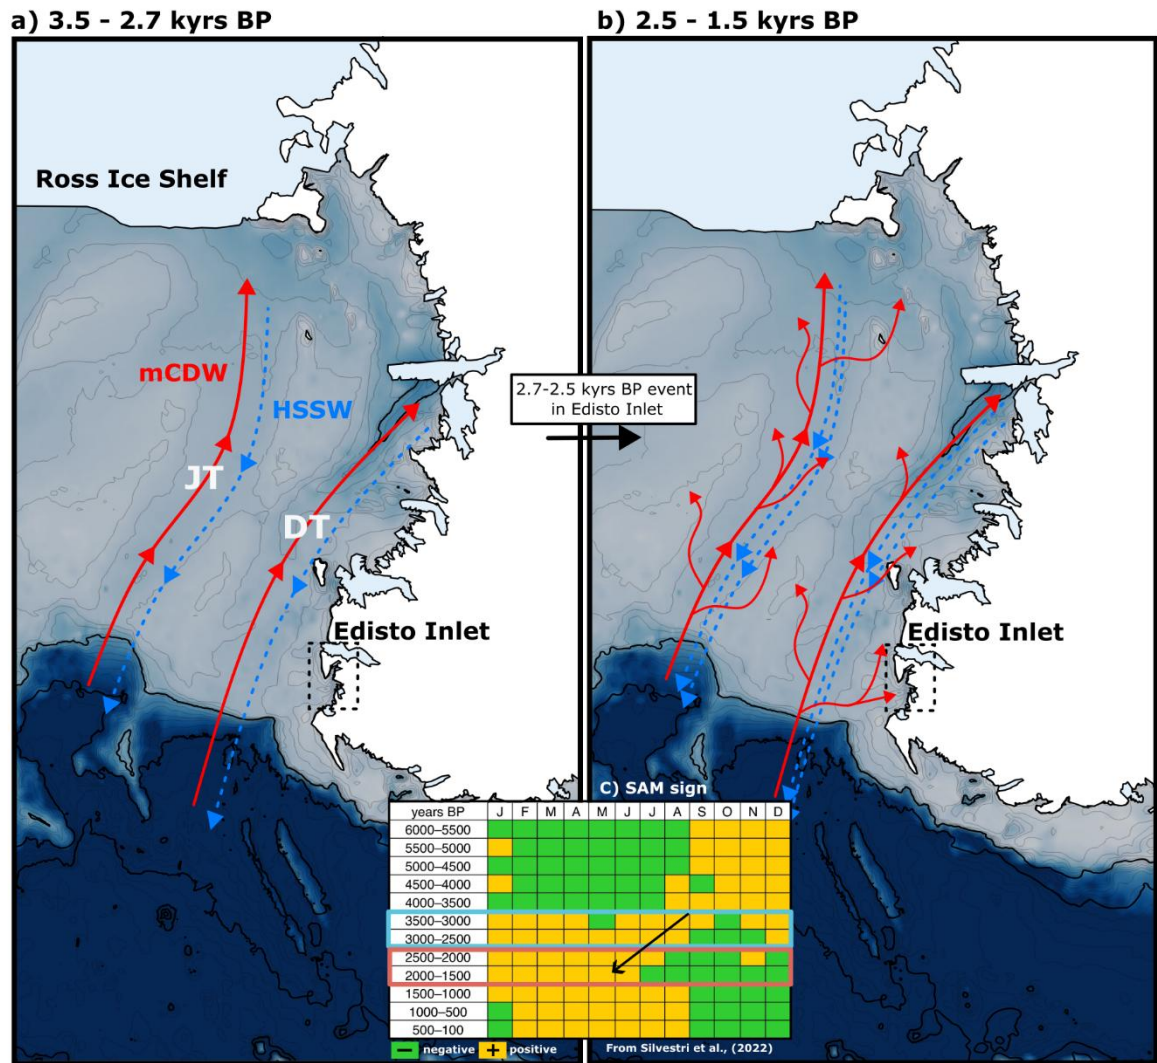 a) 3.5 - 2.7 kyrs BP
b) 2.5 - 1.5 kyrs BP
Ross Ice Shelf
mCDW
HSSW
JT
DT
Edisto Inlet
2.7-2.5 kyrs BP event
in Edisto Inlet
Edisto Inlet
C) SAM sign
years BP J F M A M J J A S O N D
6000–5500
5500–5000
5000–4500
4500–4000
4000–3500
3500–3000
3000–2500
2500–2000
2000–1500
1500–1000
1000–500
500–100
− negative + positive From Silvestri et al., (2022)